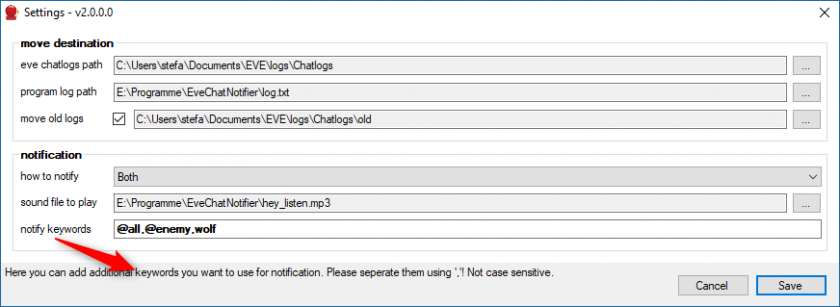 Settings - v2.0.0.0
move destination
eve chatlogs path C:\Users\stefa\Documents\EVE\logs\Chatlogs ...
program log path E:\Programme\EveChatNotifier\log.txt ...
move old logs C:\Users\stefa\Documents\EVE\logs\Chatlogs\old ...
notification
how to notify Both
sound file to play E:\Programme\EveChatNotifier\hey_listen.mp3 ...
notify keywords @all,@enemy,wolf
Here you can add additional keywords you want to use for notification. Please seperate them using ','! Not case sensitive.
Cancel Save